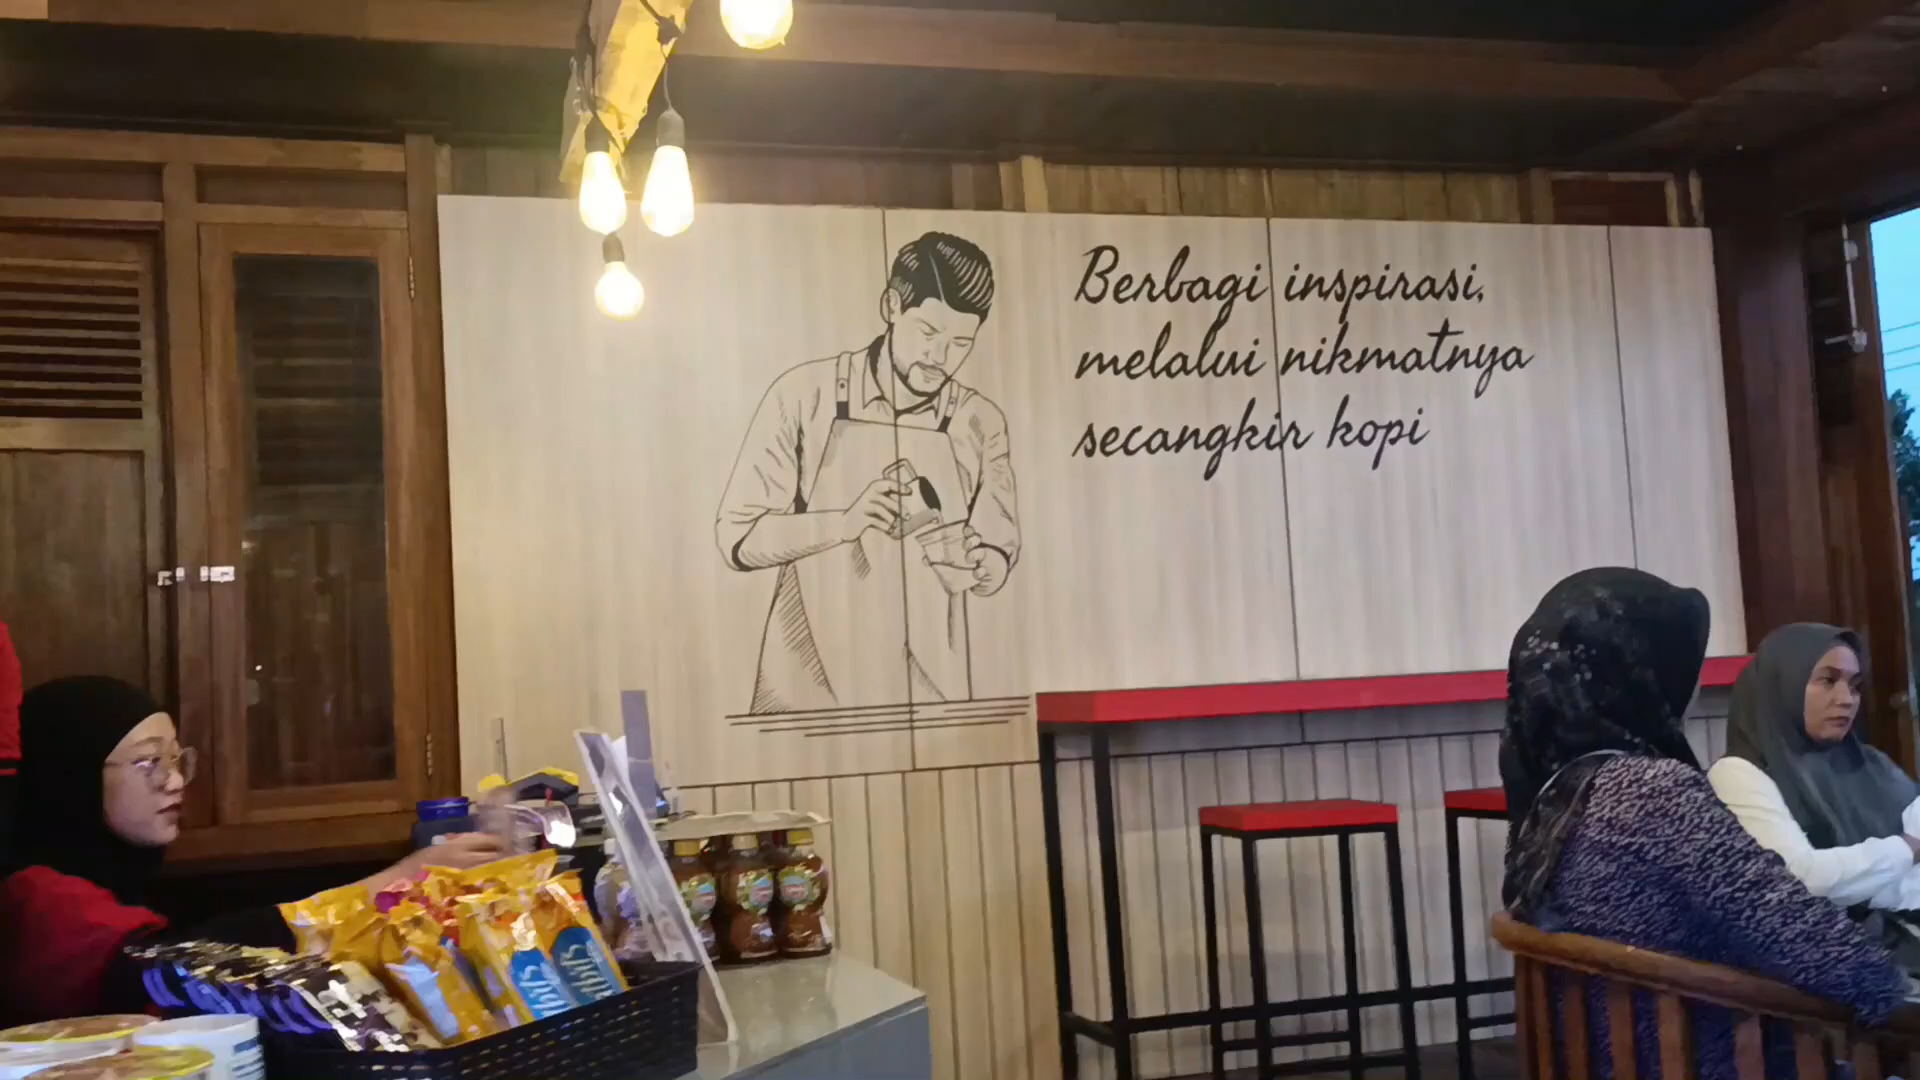 Berbagi inspirasi,
melalui nikmatnya
secangkir kopi